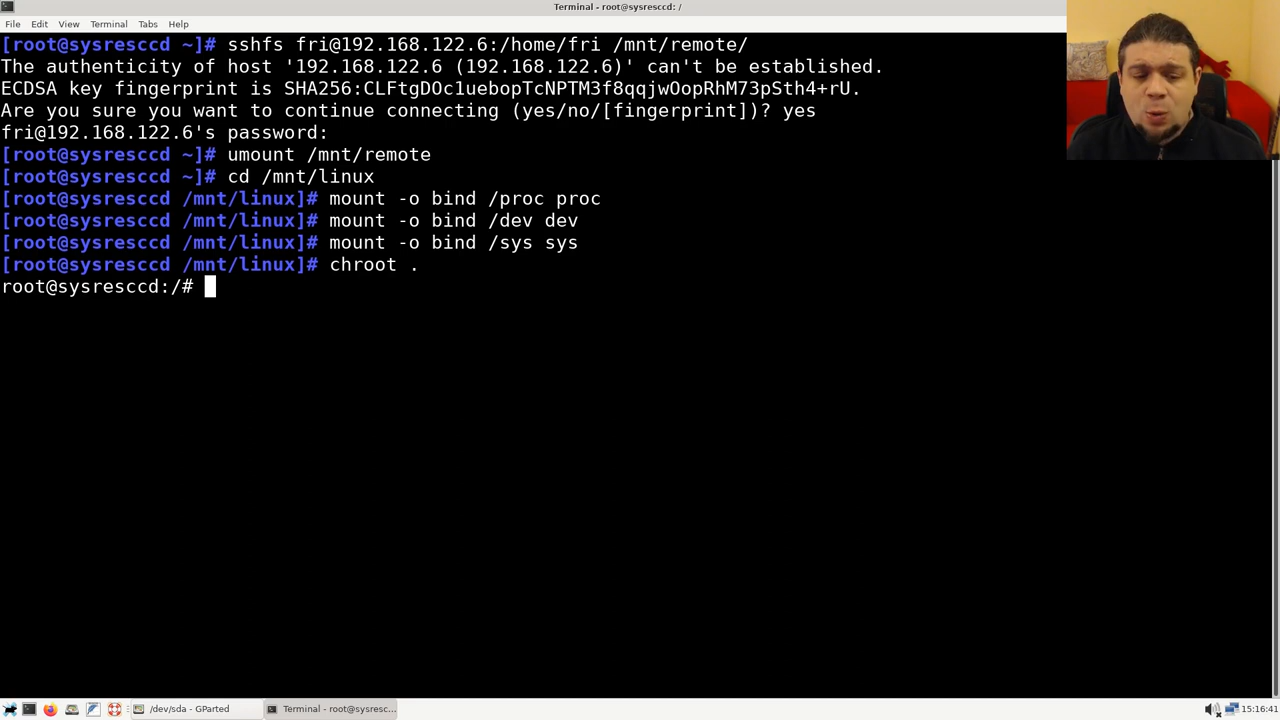 Terminal - root@sysresccd: /
File Edit View Terminal Tabs Help
[root@sysresccd ~]# sshfs fri@192.168.122.6:/home/fri /mnt/remote/
The authenticity of host '192.168.122.6 (192.168.122.6)' can't be established.
ECDSA key fingerprint is SHA256:CLFtgDOc1uebopTcNPTM3f8qqjwOopRhM73pSth4+rU.
Are you sure you want to continue connecting (yes/no/[fingerprint])? yes
fri@192.168.122.6's password:
[root@sysresccd ~]# umount /mnt/remote
[root@sysresccd ~]# cd /mnt/linux
[root@sysresccd /mnt/linux]# mount -o bind /proc proc
[root@sysresccd /mnt/linux]# mount -o bind /dev dev
[root@sysresccd /mnt/linux]# mount -o bind /sys sys
[root@sysresccd /mnt/linux]# chroot .
root@sysresccd:/#
/dev/sda - GParted Terminal - root@sysresc... 15:16:41